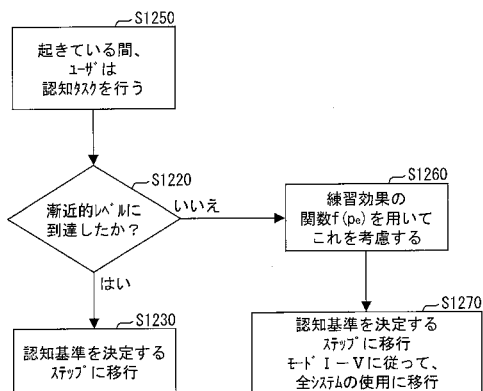 S1250
起きている間、
ﾕｰｻﾞは
認知ﾀｽｸを行う
S1220
漸近的ﾚﾍﾞﾙに
到達したか？
いいえ
はい
S1260
練習効果の
関数f(pe)を用いて
これを考慮する
S1230
認知基準を決定する
ｽﾃｯﾌﾟに移行
S1270
認知基準を決定する
ｽﾃｯﾌﾟに移行
ﾓｰﾄﾞ Ⅰ－Ⅴに従って、
全ｼｽﾃﾑの使用に移行